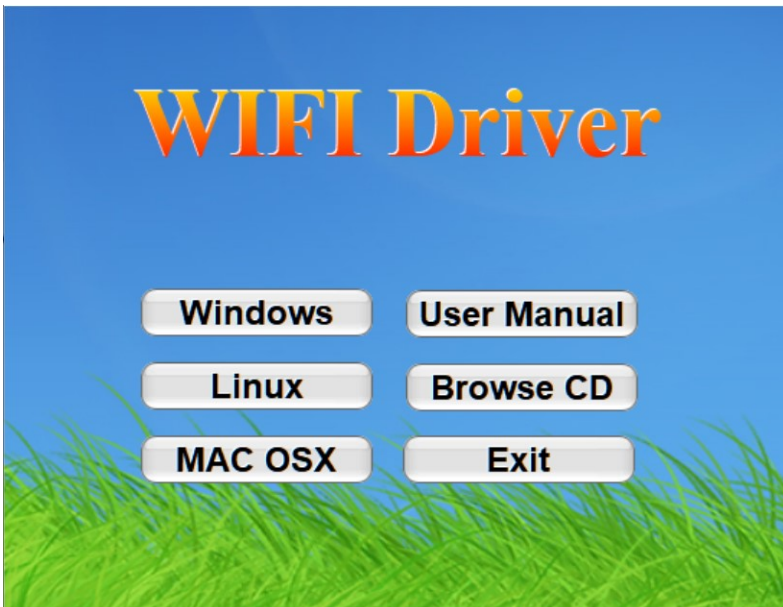 WIFI Driver
Windows
User Manual
Linux
Browse CD
MAC OSX
Exit